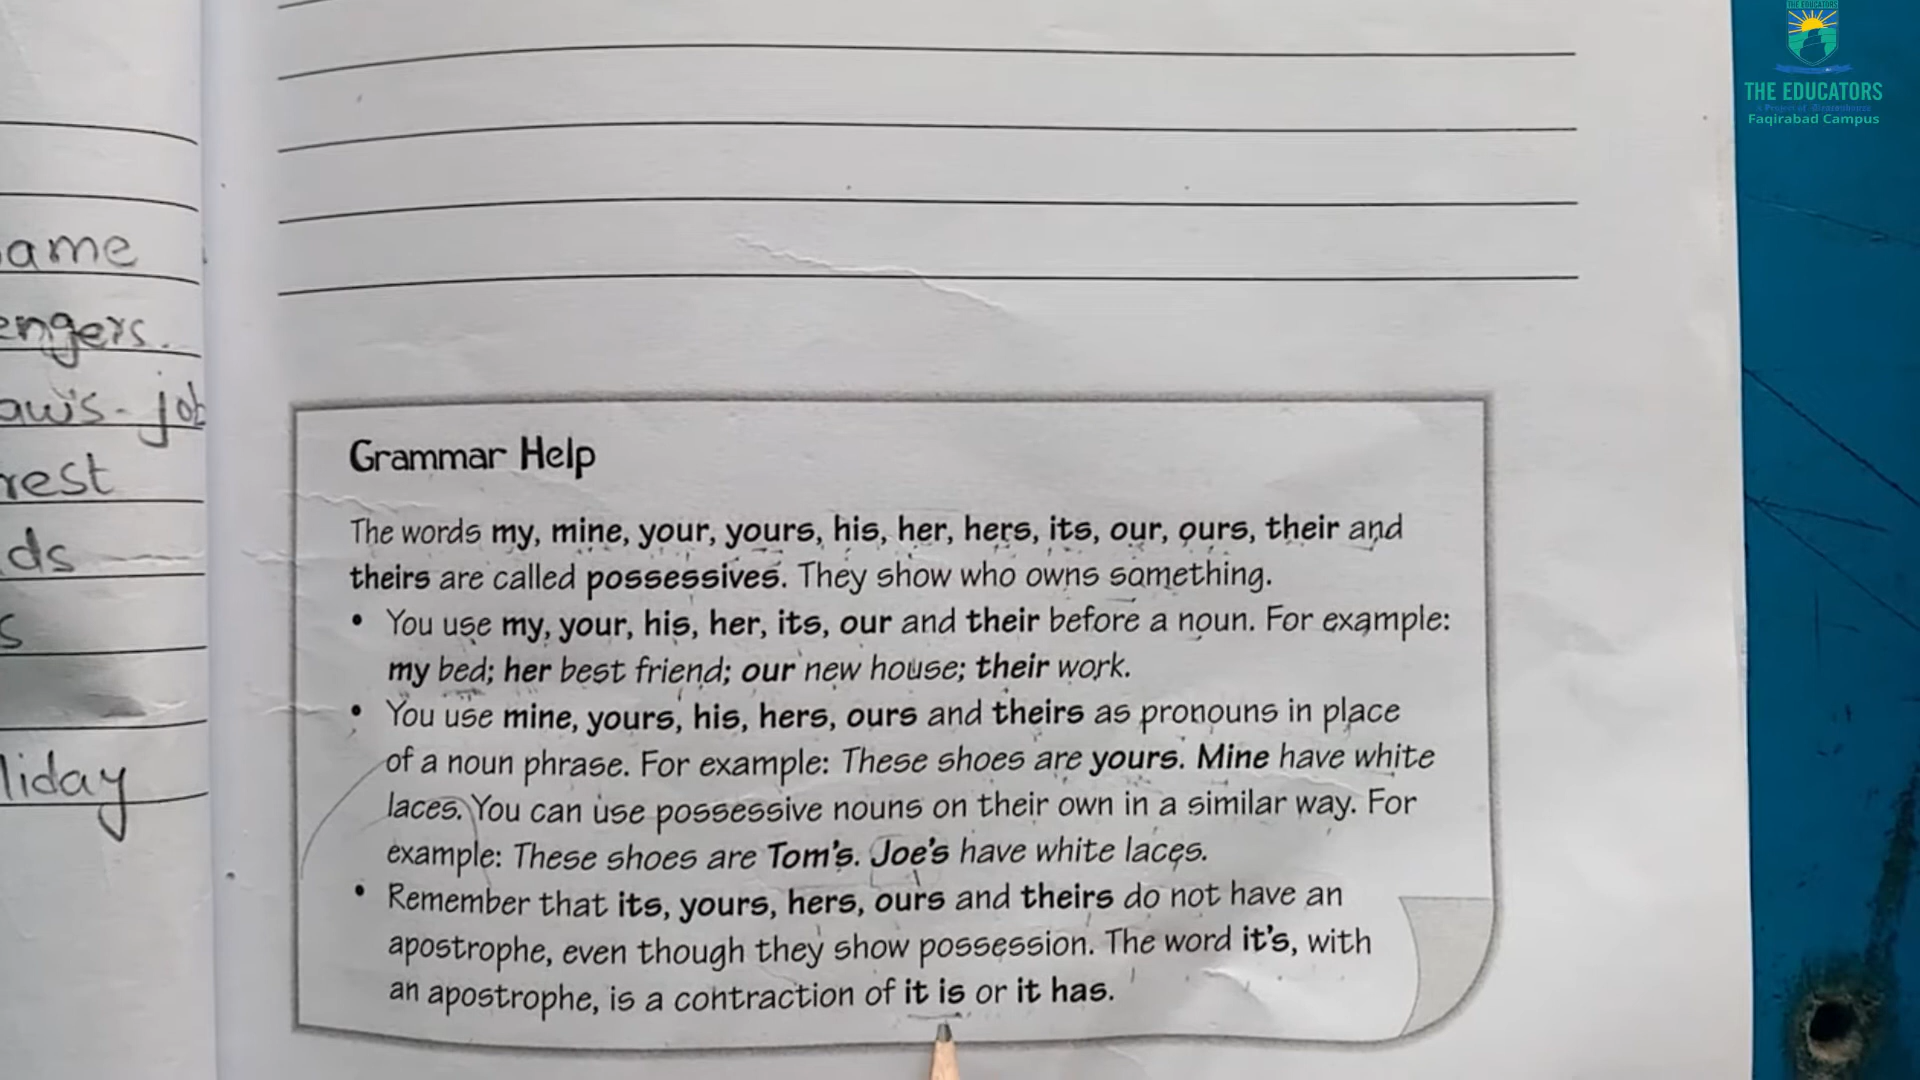 THE EDUCATORS
THE EDUCATORS
A Project of Beaconhouse
Faqirabad Campus
ame
engers.
aw's - job
rest
ds
s
liday
Grammar Help
The words my, mine, your, yours, his, her, hers, its, our, ours, their and
theirs are called possessives. They show who owns something.
• You use my, your, his, her, its, our and their before a noun. For example:
my bed; her best friend; our new house; their work.
• You use mine, yours, his, hers, ours and theirs as pronouns in place
of a noun phrase. For example: These shoes are yours. Mine have white
laces. You can use possessive nouns on their own in a similar way. For
example: These shoes are Tom's. Joe's have white laces.
• Remember that its, yours, hers, ours and theirs do not have an
apostrophe, even though they show possession. The word it's, with
an apostrophe, is a contraction of it is or it has.